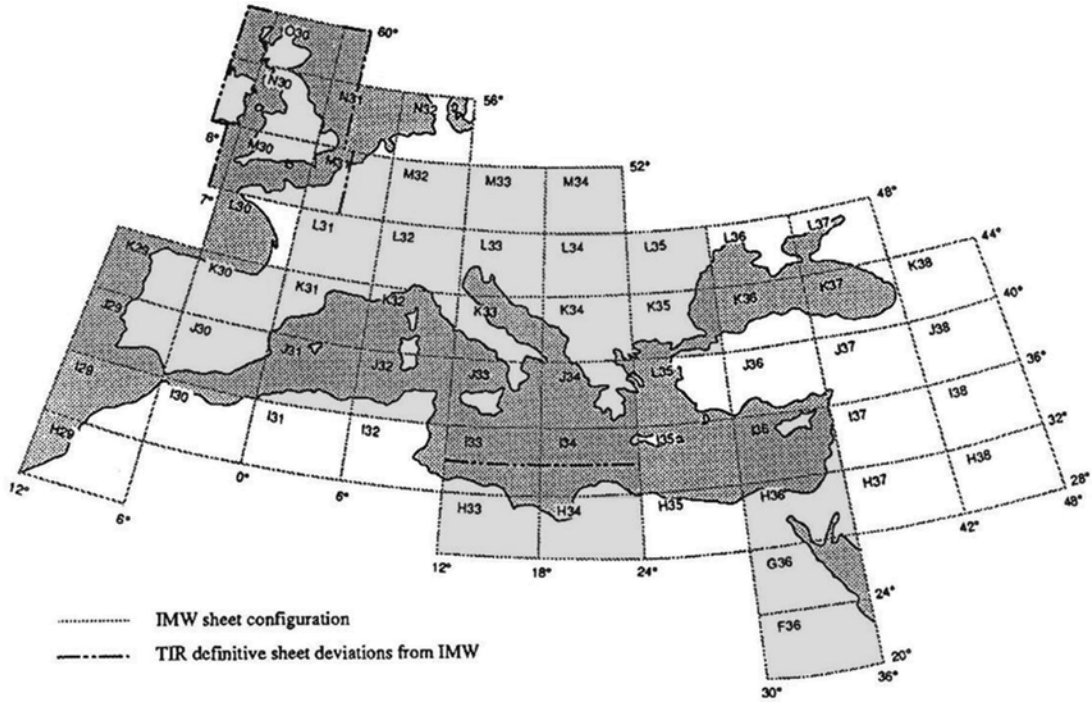 O30
60°
N30
N31
N32
56°
8°
M30
M31
M32
M33
M34
52°
7°
L30
L31
L32
L33
L34
L35
L36
L37
48°
K29
K30
K31
K32
K33
K34
K35
K36
K37
K38
44°
J29
J30
J31
J32
J33
J34
L35
J36
J37
J38
40°
I28
I30
I31
I32
I33
I34
I35
I36
I37
I38
36°
H29
H33
H34
H35
H36
H37
H38
32°
12°
6°
0°
6°
12°
18°
24°
G36
F36
30°
36°
20°
24°
42°
48°
28°
IMW sheet configuration
TIR definitive sheet deviations from IMW